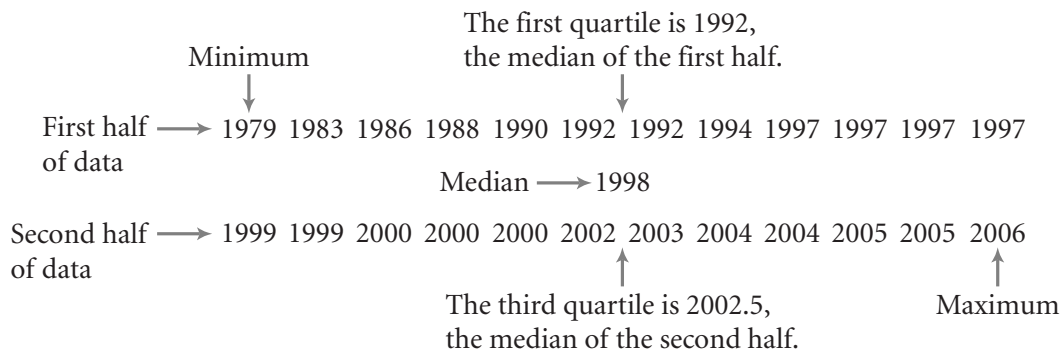 The first quartile is 1992,
the median of the first half.
Minimum
First half
of data
1979 1983 1986 1988 1990 1992 1992 1994 1997 1997 1997 1997
Median
1998
Second half
of data
1999 1999 2000 2000 2000 2002 2003 2004 2004 2005 2005 2006
The third quartile is 2002.5,
the median of the second half.
Maximum